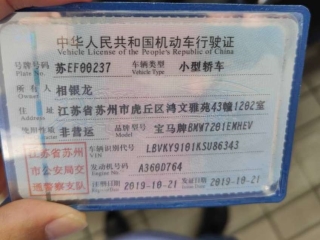 中华人民共和国机动车行驶证
Vehicle License of the People's Republic of China
号牌号码 苏EF00237 车辆类型 小型轿车
Plate No. Vehicle Type
所有人 相银龙
住址 江苏省苏州市虎丘区鸿文雅苑43幢1202室
使用性质 非营运 品牌型号 宝马牌BMW7201EMHEV
江苏省苏州 车辆识别代号 LBVKY9101KSU86343
VIN
市公安局交 发动机号码 A360D764
Engine No.
通警察支队 注册日期 2019-10-21 发证日期 2019-10-21